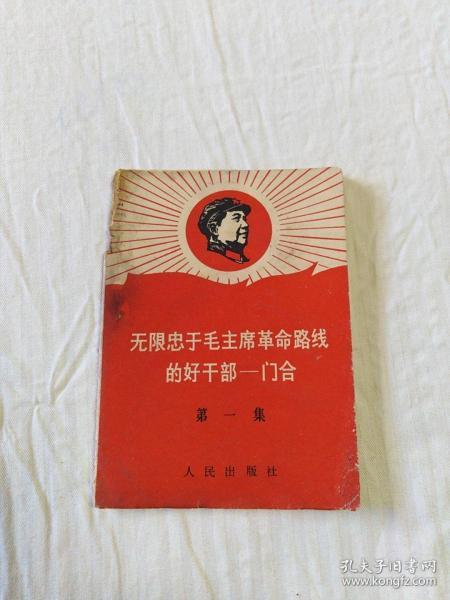 无限忠于毛主席革命路线
的好干部—门合
第一集
人民出版社
孔夫子旧书网
www.kongfz.com